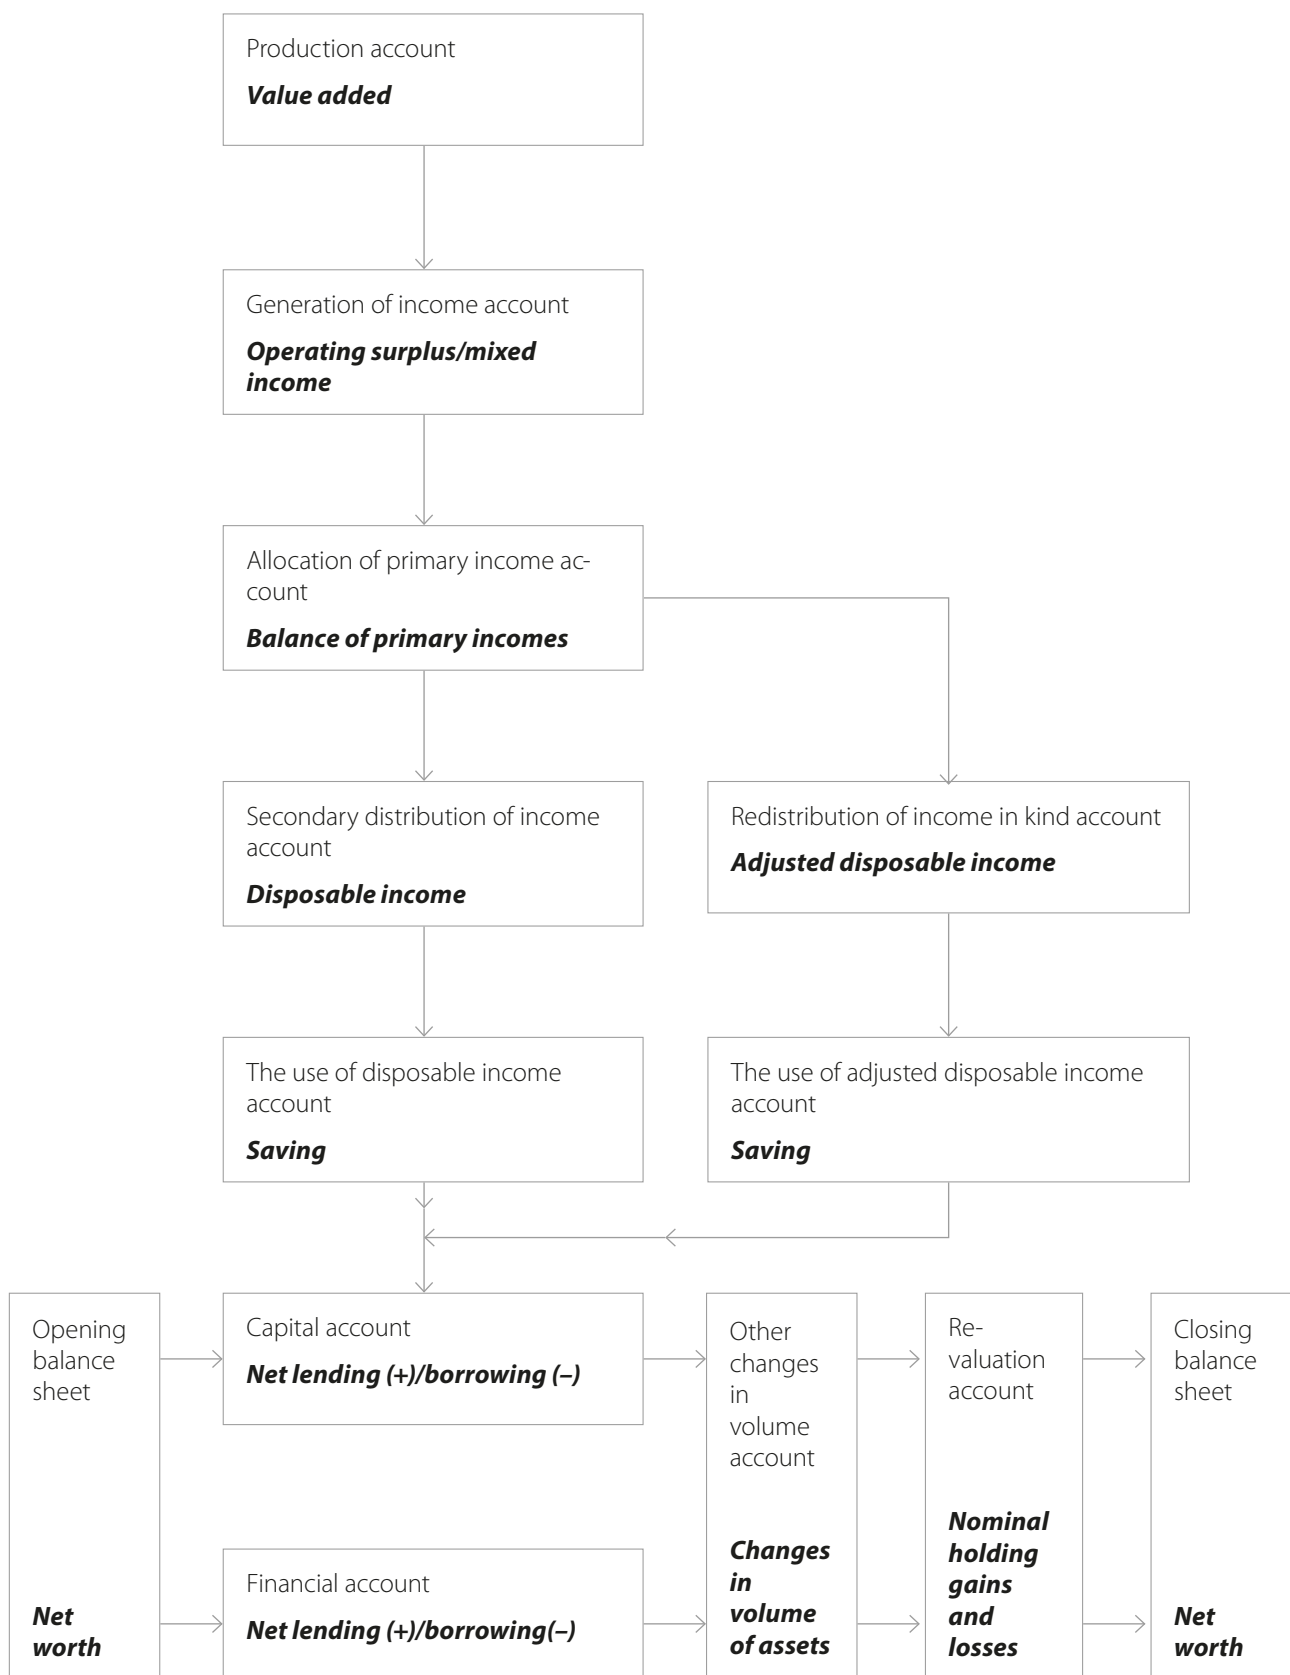 Production account
Value added
Generation of income account
Operating surplus/mixed
income
Allocation of primary income ac-
count
Balance of primary incomes
Secondary distribution of income
account
Disposable income
Redistribution of income in kind account
Adjusted disposable income
The use of disposable income
account
Saving
The use of adjusted disposable income
account
Saving
Opening
balance
sheet
Net
worth
Capital account
Net lending (+)/borrowing (–)
Financial account
Net lending (+)/borrowing(–)
Other
changes
in
volume
account
Changes
in
volume
of assets
Re-
valuation
account
Nominal
holding
gains
and
losses
Closing
balance
sheet
Net
worth